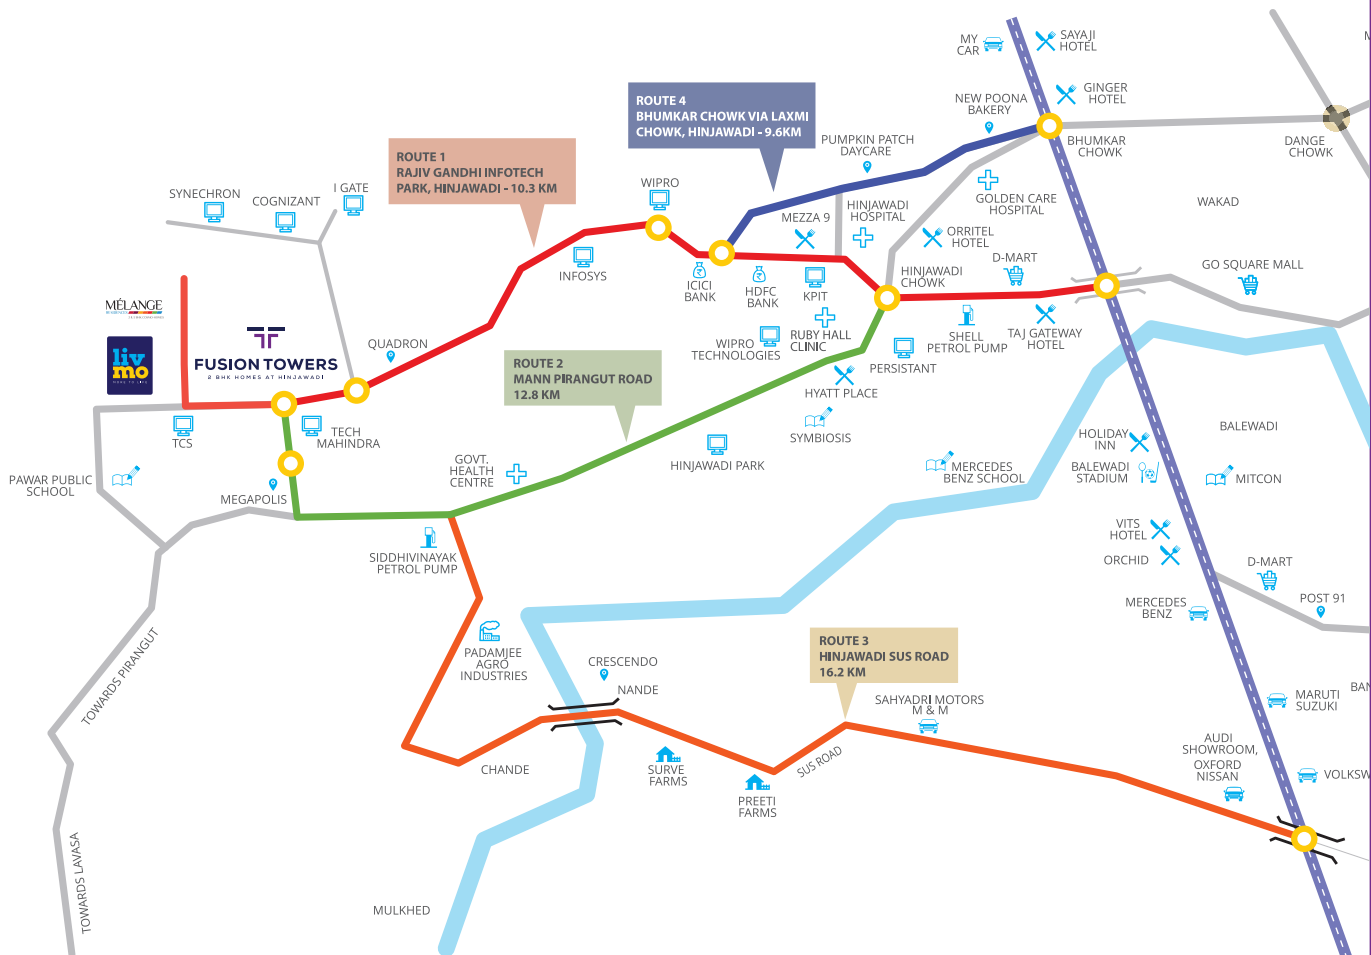 MY
CAR
SAYAJI
HOTEL
GINGER
HOTEL
NEW POONA
BAKERY
BHUMKAR
CHOWK
DANGE
CHOWK
ROUTE 4
BHUMKAR CHOWK VIA LAXMI
CHOWK, HINJAWADI - 9.6KM
PUMPKIN PATCH
DAYCARE
ROUTE 1
RAJIV GANDHI INFOTECH
PARK, HINJAWADI - 10.3 KM
WIPRO
SYNECHRON
COGNIZANT
I GATE
MEZZA 9
HINJAWADI
HOSPITAL
GOLDEN CARE
HOSPITAL
WAKAD
ORRITEL
HOTEL
INFOSYS
ICICI
BANK
HDFC
BANK
KPIT
HINJAWADI
CHOWK
D-MART
GO SQUARE MALL
MÉLANGE
livmo
FUSION TOWERS
2 BHK HOMES AT HINJAWADI
QUADRON
WIPRO
TECHNOLOGIES
RUBY HALL
CLINIC
SHELL
PETROL PUMP
TAJ GATEWAY
HOTEL
PERSISTANT
ROUTE 2
MANN PIRANGUT ROAD
12.8 KM
HYATT PLACE
SYMBIOSIS
TCS
TECH
MAHINDRA
HOLIDAY
INN
BALEWADI
HINJAWADI PARK
GOVT.
HEALTH
CENTRE
MERCEDES
BENZ SCHOOL
BALEWADI
STADIUM
MITCON
PAWAR PUBLIC
SCHOOL
MEGAPOLIS
VITS
HOTEL
ORCHID
D-MART
SIDDHIVINAYAK
PETROL PUMP
MERCEDES
BENZ
POST 91
TOWARDS PIRANGUT
PADAMJEE
AGRO
INDUSTRIES
CRESCENDO
NANDE
ROUTE 3
HINJAWADI SUS ROAD
16.2 KM
SAHYADRI MOTORS
M & M
MARUTI
SUZUKI
BAN
AUDI
SHOWROOM,
OXFORD
NISSAN
VOLKSW
CHANDE
SURVE
FARMS
SUS ROAD
PREETI
FARMS
TOWARDS LAVASA
MULKHED